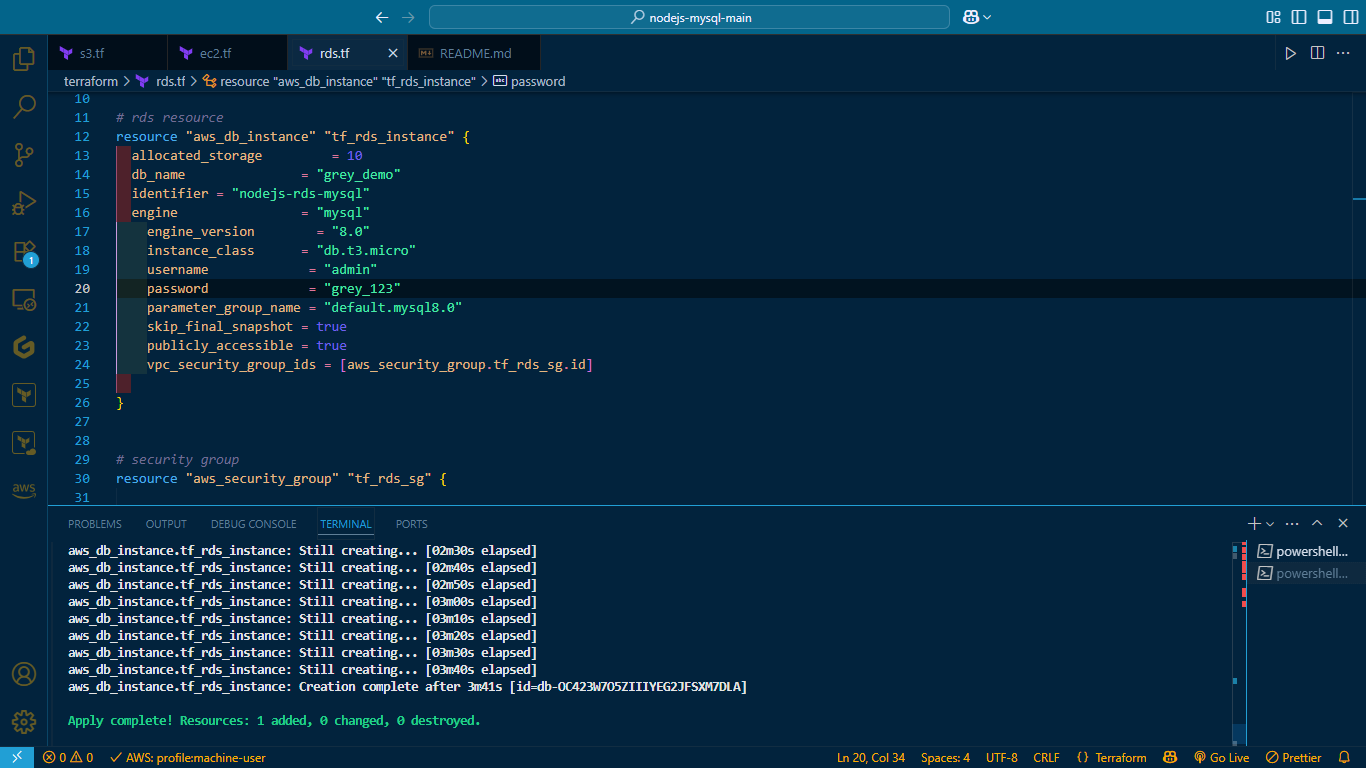 nodejs-mysql-main
s3.tf
ec2.tf
rds.tf
README.md
terraform > rds.tf > resource "aws_db_instance" "tf_rds_instance" > abc password
10
11 # rds resource
12 resource "aws_db_instance" "tf_rds_instance" {
13 allocated_storage = 10
14 db_name = "grey_demo"
15 identifier = "nodejs-rds-mysql"
16 engine = "mysql"
17 engine_version = "8.0"
18 instance_class = "db.t3.micro"
19 username = "admin"
20 password = "grey_123"
21 parameter_group_name = "default.mysql8.0"
22 skip_final_snapshot = true
23 publicly_accessible = true
24 vpc_security_group_ids = [aws_security_group.tf_rds_sg.id]
25
26 }
27
28
29 # security group
30 resource "aws_security_group" "tf_rds_sg" {
31
1
aws
PROBLEMS OUTPUT DEBUG CONSOLE TERMINAL PORTS
aws_db_instance.tf_rds_instance: Still creating... [02m30s elapsed]
aws_db_instance.tf_rds_instance: Still creating... [02m40s elapsed]
aws_db_instance.tf_rds_instance: Still creating... [02m50s elapsed]
aws_db_instance.tf_rds_instance: Still creating... [03m00s elapsed]
aws_db_instance.tf_rds_instance: Still creating... [03m10s elapsed]
aws_db_instance.tf_rds_instance: Still creating... [03m20s elapsed]
aws_db_instance.tf_rds_instance: Still creating... [03m30s elapsed]
aws_db_instance.tf_rds_instance: Still creating... [03m40s elapsed]
aws_db_instance.tf_rds_instance: Creation complete after 3m41s [id=db-OC423W7O5ZIIIYEG2JFSXM7DLA]
Apply complete! Resources: 1 added, 0 changed, 0 destroyed.
powershell...
powershell...
0 0 AWS: profile:machine-user Ln 20, Col 34 Spaces: 4 UTF-8 CRLF {} Terraform Go Live Prettier